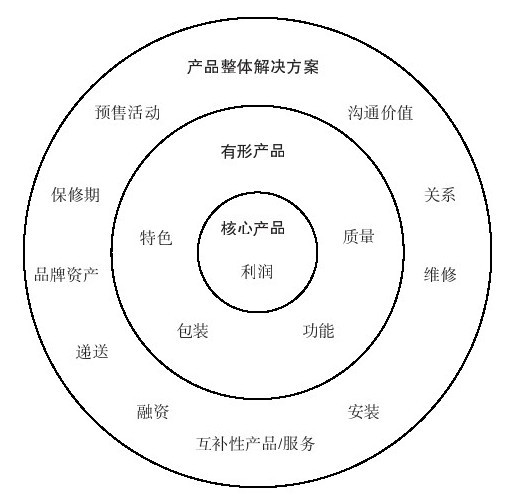 产品整体解决方案
预售活动
沟通价值
有形产品
保修期
关系
核心产品
特色
质量
利润
品牌资产
维修
包装
功能
递送
融资
安装
互补性产品/服务